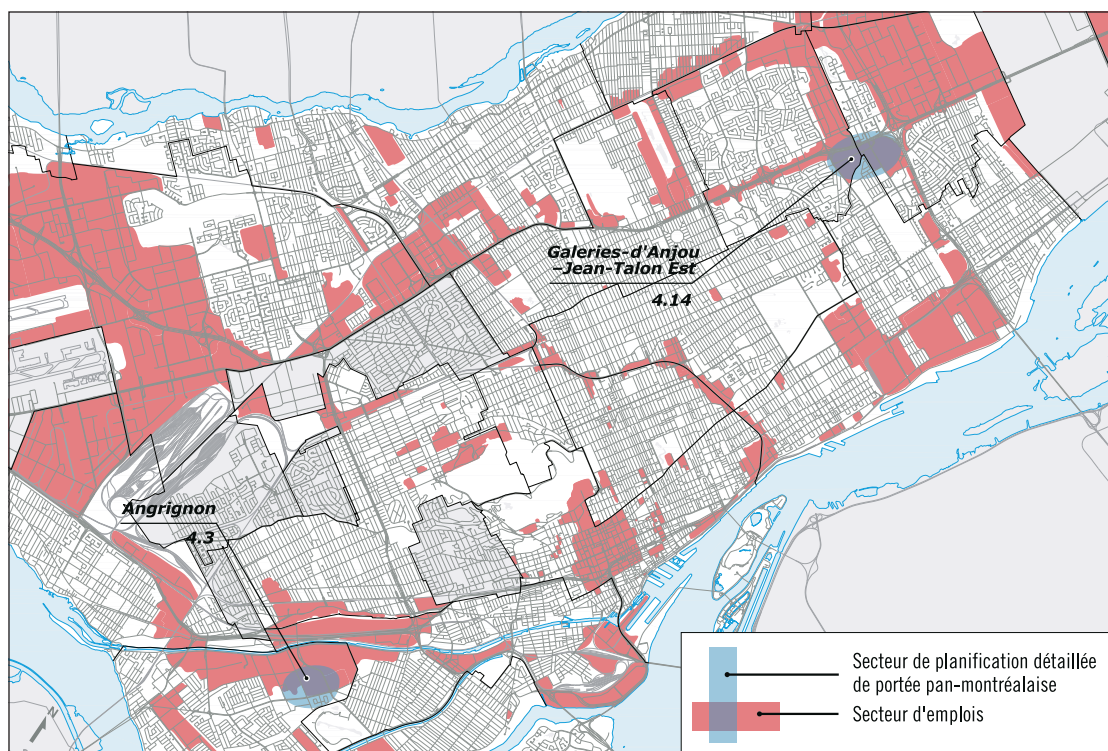 Galeries-d'Anjou
–Jean-Talon Est
4.14
Angrignon
4.3
N
Secteur de planification détaillée
de portée pan-montréalaise
Secteur d'emplois